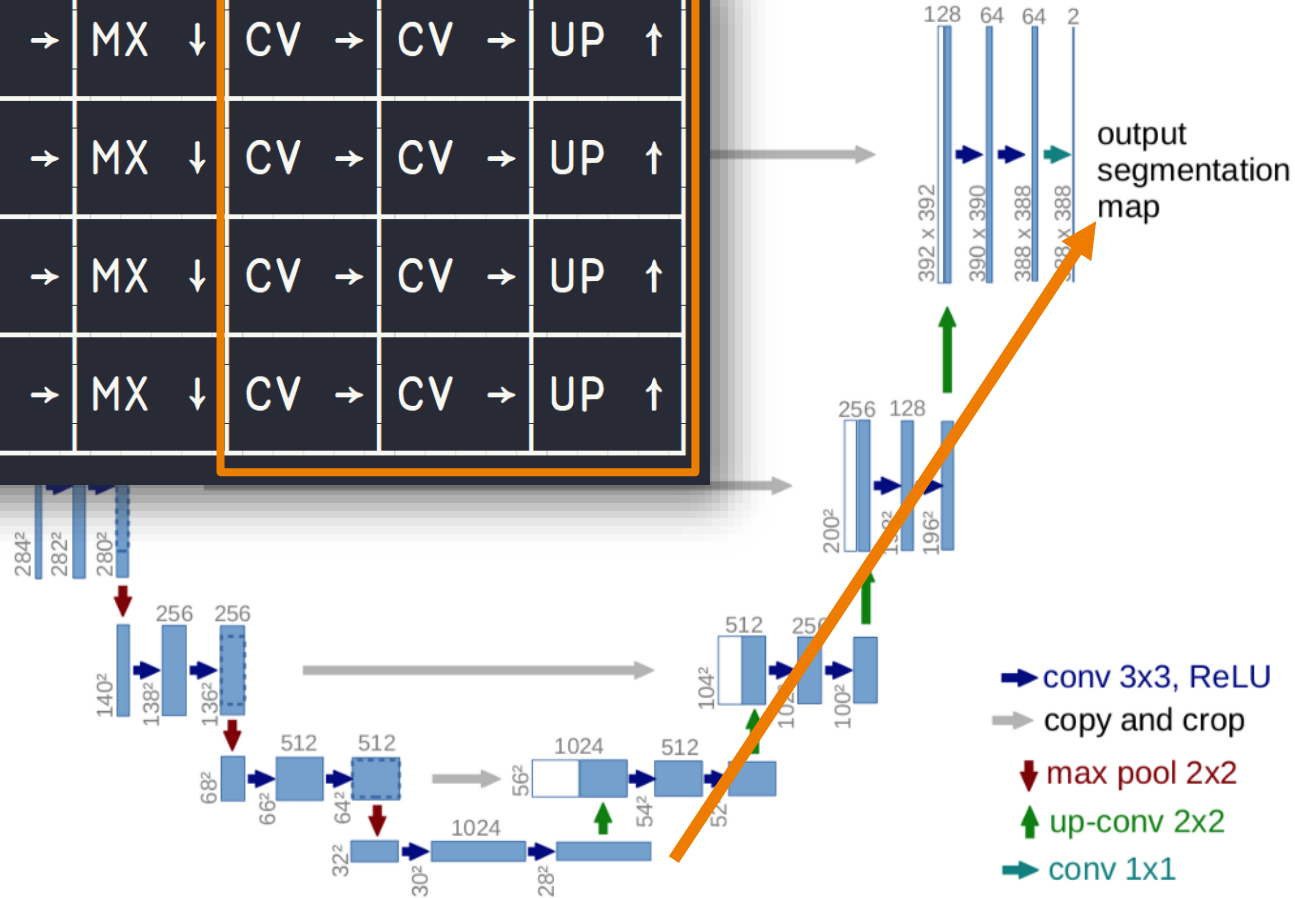 → MX ↓ CV → CV → UP ↑
→ MX ↓ CV → CV → UP ↑
→ MX ↓ CV → CV → UP ↑
→ MX ↓ CV → CV → UP ↑
128 64 64 2
392 x 392
390 x 390
388 x 388
output
segmentation
map
256 128
200²
196²
284²
282²
280²
256 256
140²
138²
136²
512
104²
100²
512 512
68²
66²
64²
1024 512
56²
54²
52
1024
32²
30²
28²
conv 3x3, ReLU
copy and crop
max pool 2x2
up-conv 2x2
conv 1x1